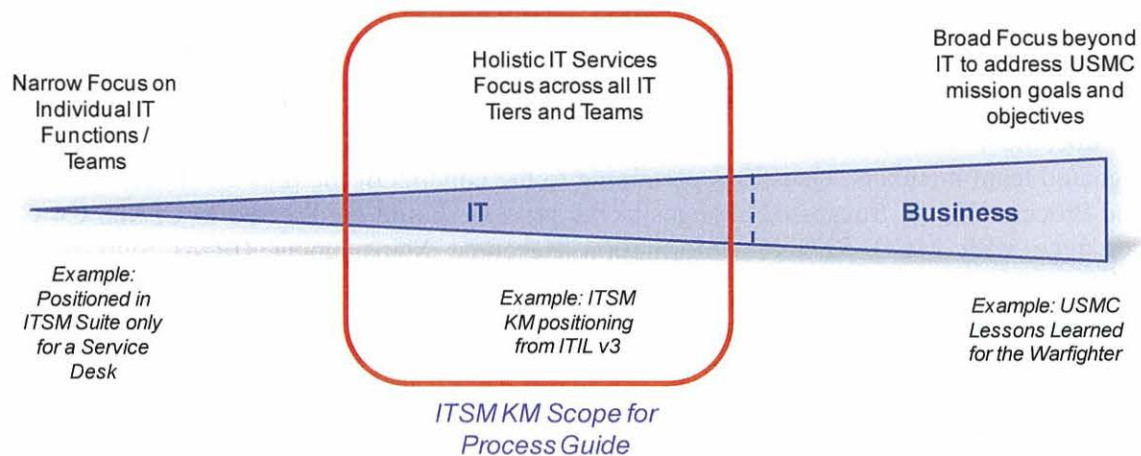 Narrow Focus on
Individual IT
Functions /
Teams
Holistic IT Services
Focus across all IT
Tiers and Teams
Broad Focus beyond
IT to address USMC
mission goals and
objectives
IT
Business
Example:
Positioned in
ITSM Suite only
for a Service
Desk
Example: ITSM
KM positioning
from ITIL v3
Example: USMC
Lessons Learned
for the Warfighter
ITSM KM Scope for
Process Guide